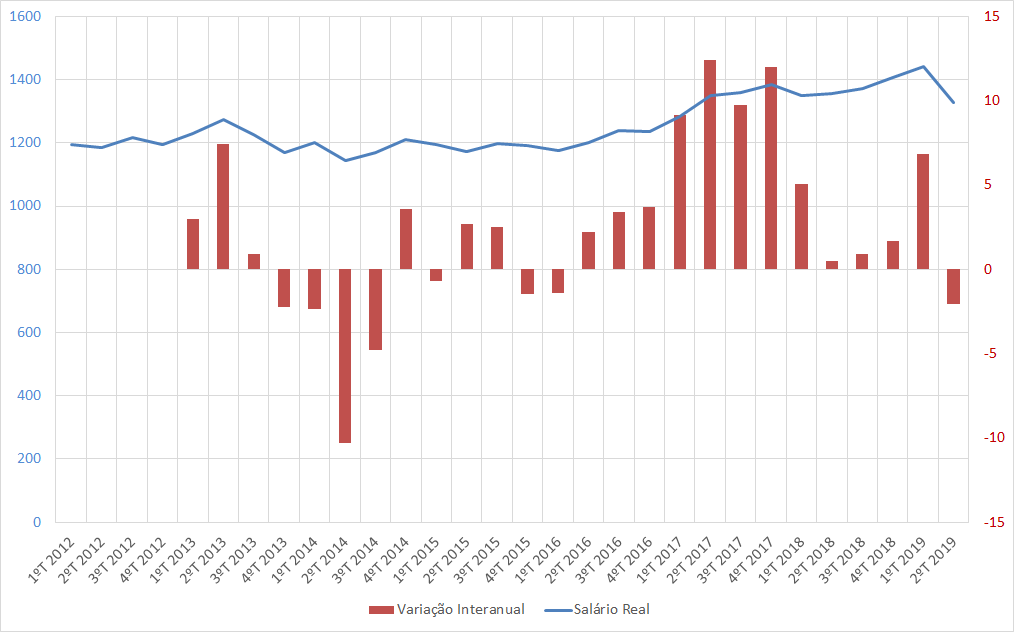 1600
1400
1200
1000
800
600
400
200
0
15
10
5
0
-5
-10
-15
1ºT 2012
2ºT 2012
3ºT 2012
4ºT 2012
1ºT 2013
2ºT 2013
3ºT 2013
4ºT 2013
1ºT 2014
2ºT 2014
3ºT 2014
4ºT 2014
1ºT 2015
2ºT 2015
3ºT 2015
4ºT 2015
1ºT 2016
2ºT 2016
3ºT 2016
4ºT 2016
1ºT 2017
2ºT 2017
3ºT 2017
4ºT 2017
1ºT 2018
2ºT 2018
3ºT 2018
4ºT 2018
1ºT 2019
2ºT 2019
Variação Interanual
Salário Real